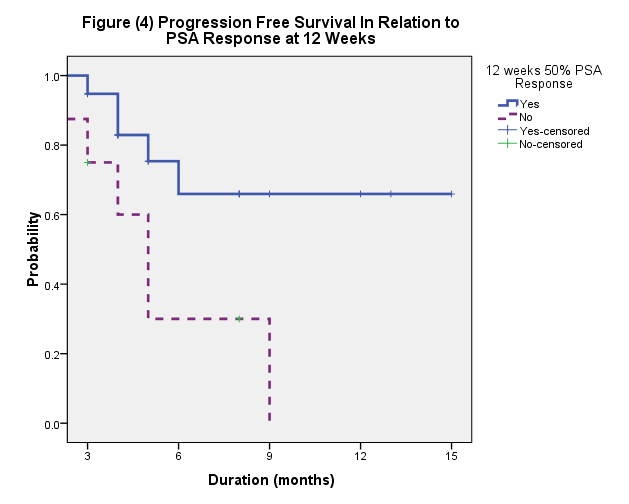 Figure (4) Progression Free Survival In Relation to
PSA Response at 12 Weeks
12 weeks 50% PSA
Response
Yes
No
Yes-censored
No-censored
Probability
1.0
0.8
0.6
0.4
0.2
0.0
3 6 9 12 15
Duration (months)